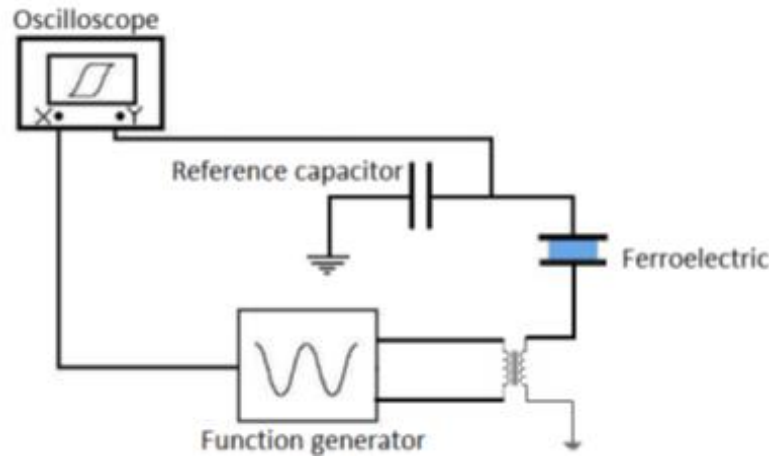 Oscilloscope
X
Y
Reference capacitor
Ferroelectric
Function generator